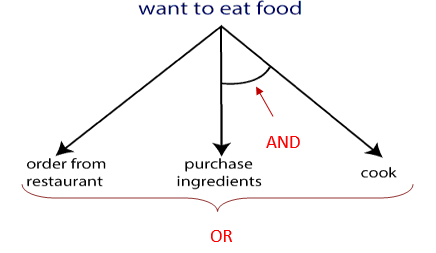 want to eat food
AND
order from
restaurant
purchase
ingredients
cook
OR